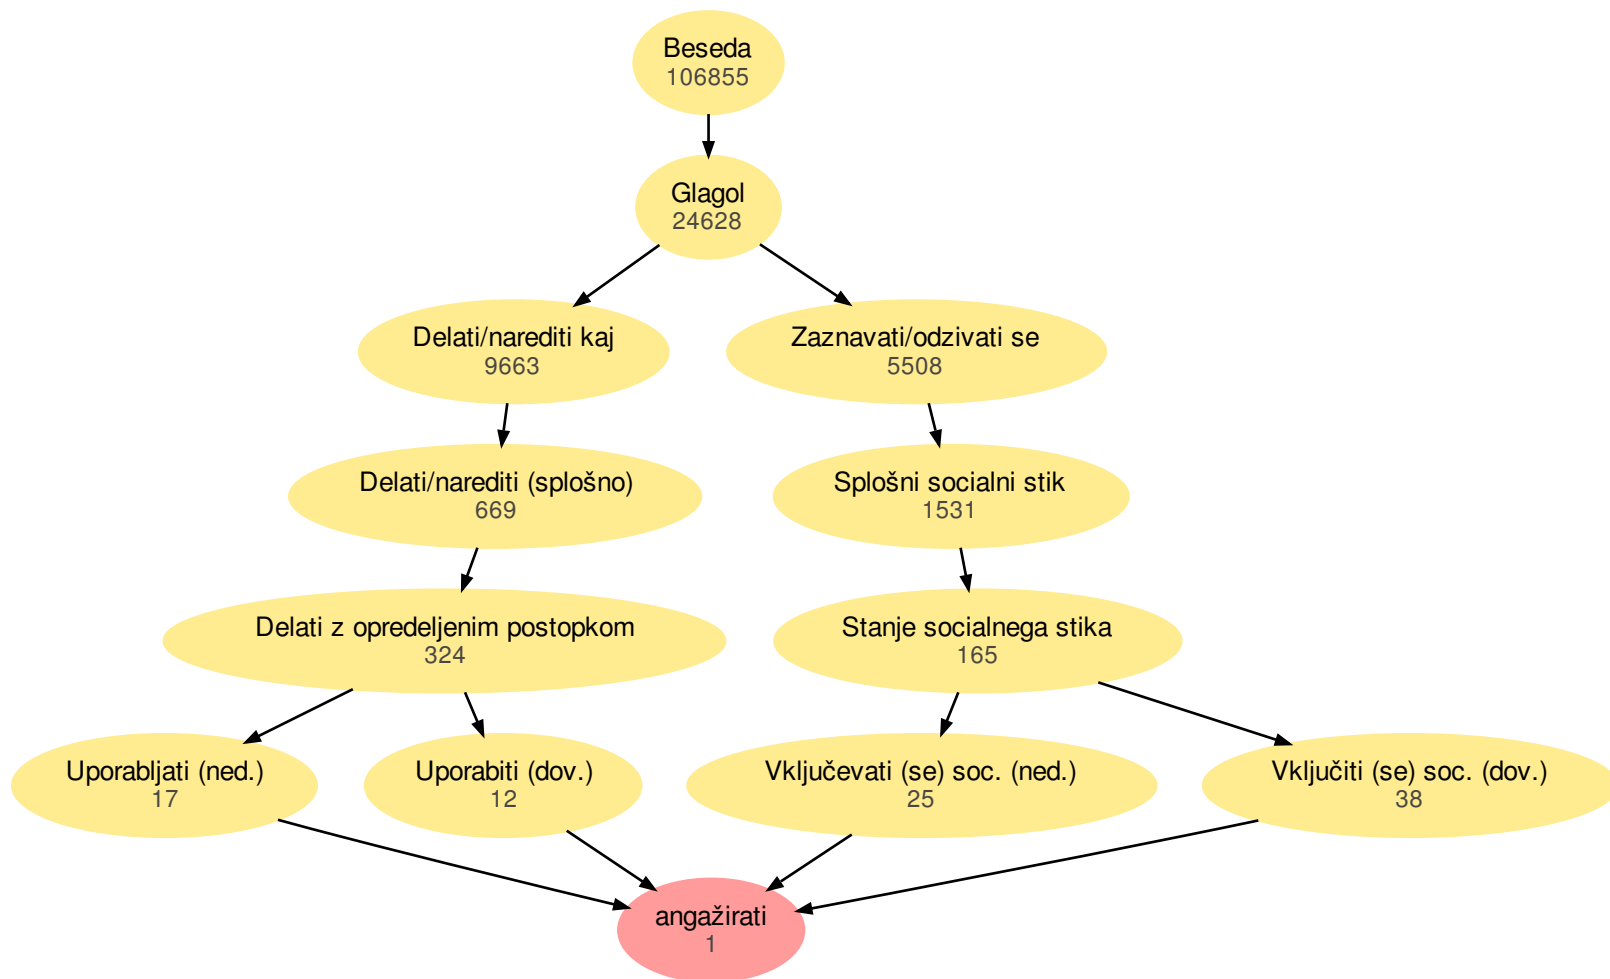 Beseda
106855
Glagol
24628
Delati/narediti kaj
9663
Zaznavati/odzivati se
5508
Delati/narediti (splošno)
669
Splošni socialni stik
1531
Delati z opredeljenim postopkom
324
Stanje socialnega stika
165
Uporabljati (ned.)
17
Uporabiti (dov.)
12
Vključevati (se) soc. (ned.)
25
Vključiti (se) soc. (dov.)
38
angažirati
1